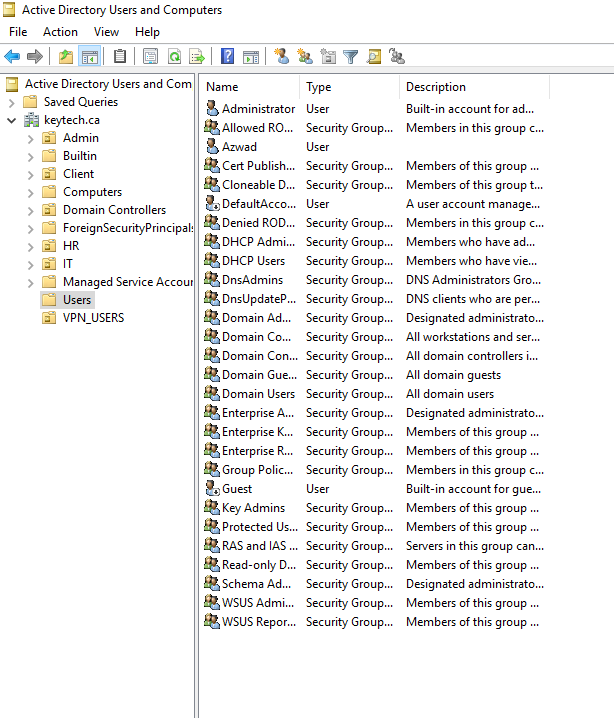 Active Directory Users and Computers
File Action View Help
Active Directory Users and Com
Saved Queries
keytech.ca
Admin
Builtin
Client
Computers
Domain Controllers
ForeignSecurityPrincipals
HR
IT
Managed Service Accour
Users
VPN_USERS
Name Type Description
Administrator User Built-in account for ad...
Allowed RO... Security Group... Members in this group c...
Azwad User
Cert Publish... Security Group... Members of this group ...
Cloneable D... Security Group... Members of this group t...
DefaultAcco... User A user account manage...
Denied ROD... Security Group... Members in this group c...
DHCP Admi... Security Group... Members who have ad...
DHCP Users Security Group... Members who have vie...
DnsAdmins Security Group... DNS Administrators Gro...
DnsUpdateP... Security Group... DNS clients who are per...
Domain Ad... Security Group... Designated administrato...
Domain Co... Security Group... All workstations and ser...
Domain Con... Security Group... All domain controllers i...
Domain Gue... Security Group... All domain guests
Domain Users Security Group... All domain users
Enterprise A... Security Group... Designated administrato...
Enterprise K... Security Group... Members of this group ...
Enterprise R... Security Group... Members of this group ...
Group Polic... Security Group... Members in this group c...
Guest User Built-in account for gue...
Key Admins Security Group... Members of this group ...
Protected Us... Security Group... Members of this group ...
RAS and IAS ... Security Group... Servers in this group can...
Read-only D... Security Group... Members of this group ...
Schema Ad... Security Group... Designated administrato...
WSUS Admi... Security Group... Members of this group ...
WSUS Repor... Security Group... Members of this group ...